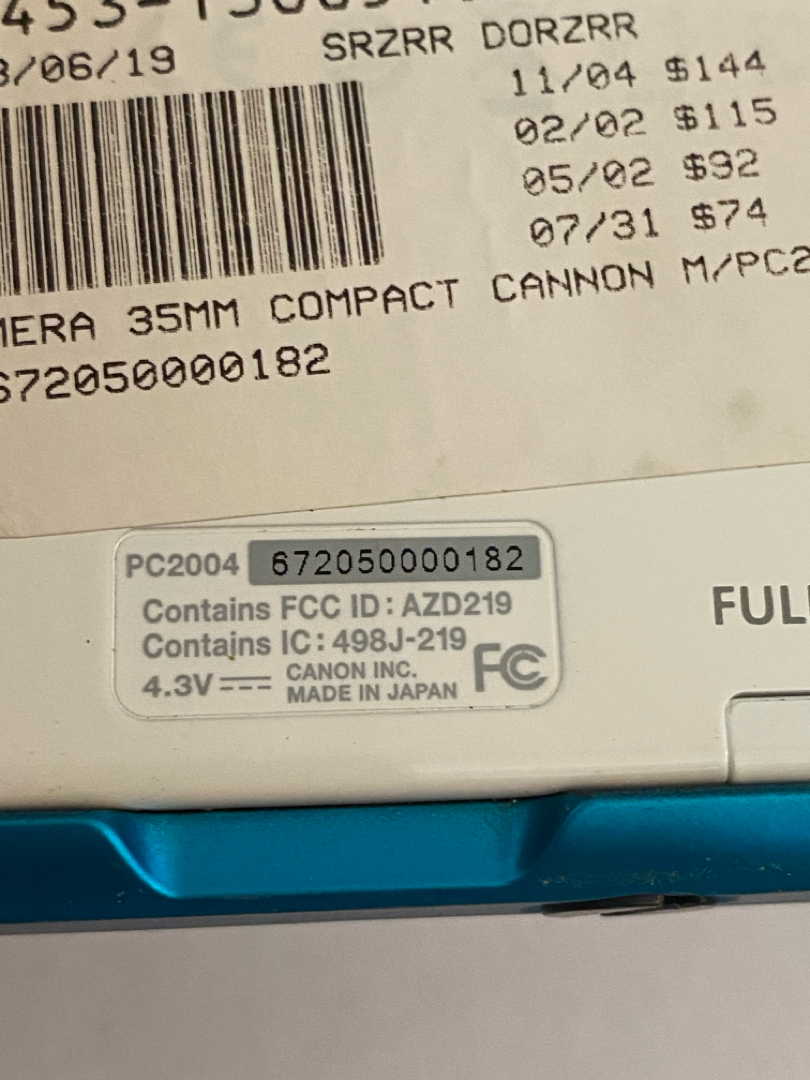 453-
/06/19
SRZRR DORZRR
11/04 $144
02/02 $115
05/02 $92
07/31 $74
MERA 35MM COMPACT CANNON M/PC2
672050000182
PC2004 672050000182
Contains FCC ID: AZD219
Contains IC: 498J-219
4.3V CANON INC.
MADE IN JAPAN
FC
FUL